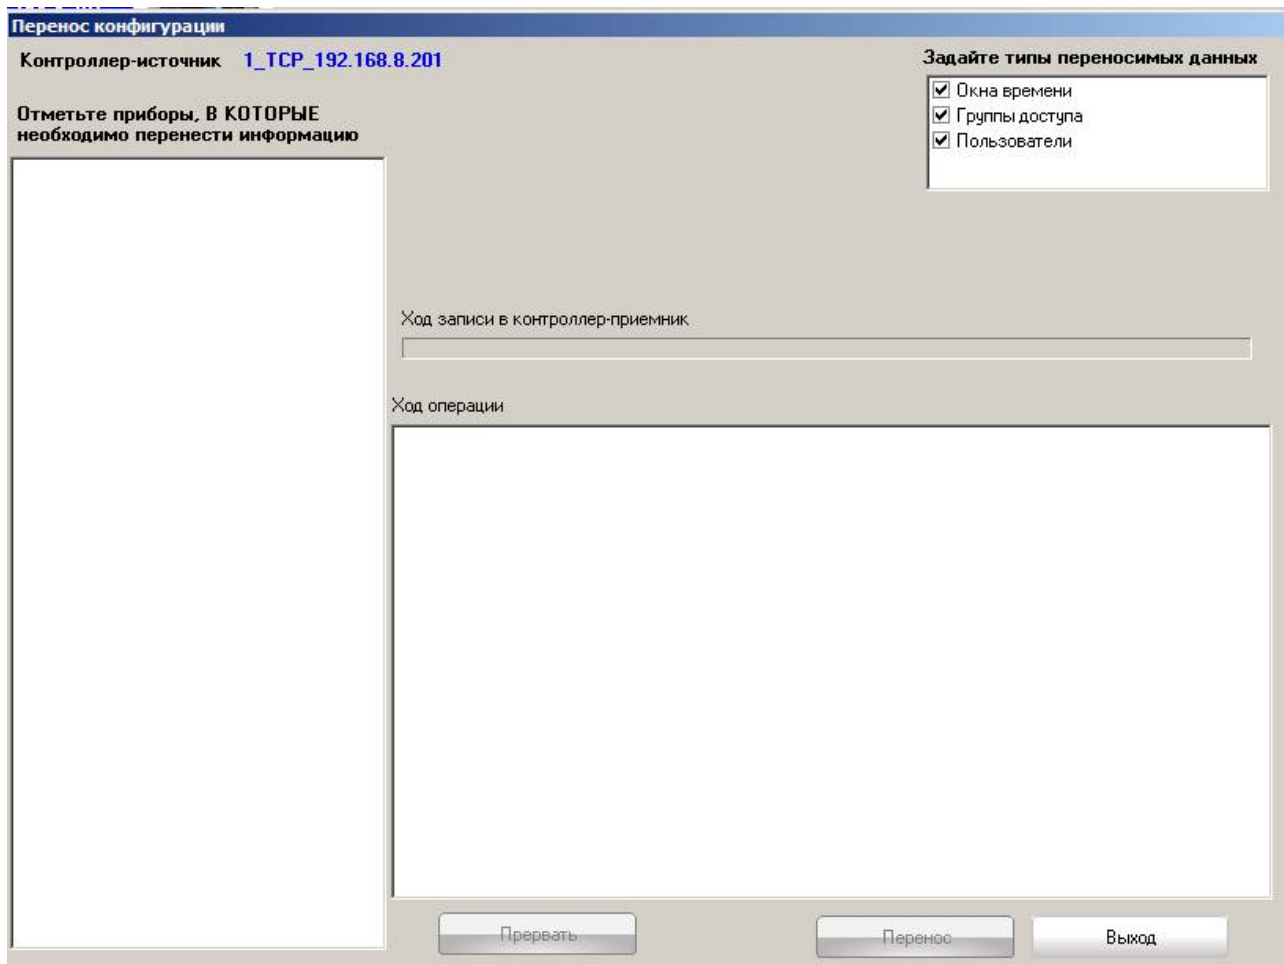 Перенос конфигурации
Контроллер-источник 1_TCP_192.168.8.201
Задайте типы переносимых данных
Окна времени
Группы доступа
Пользователи
Отметьте приборы, В КОТОРЫЕ
необходимо перенести информацию
Ход записи в контроллер-приемник
Ход операции
Прервать
Перенос
Выход